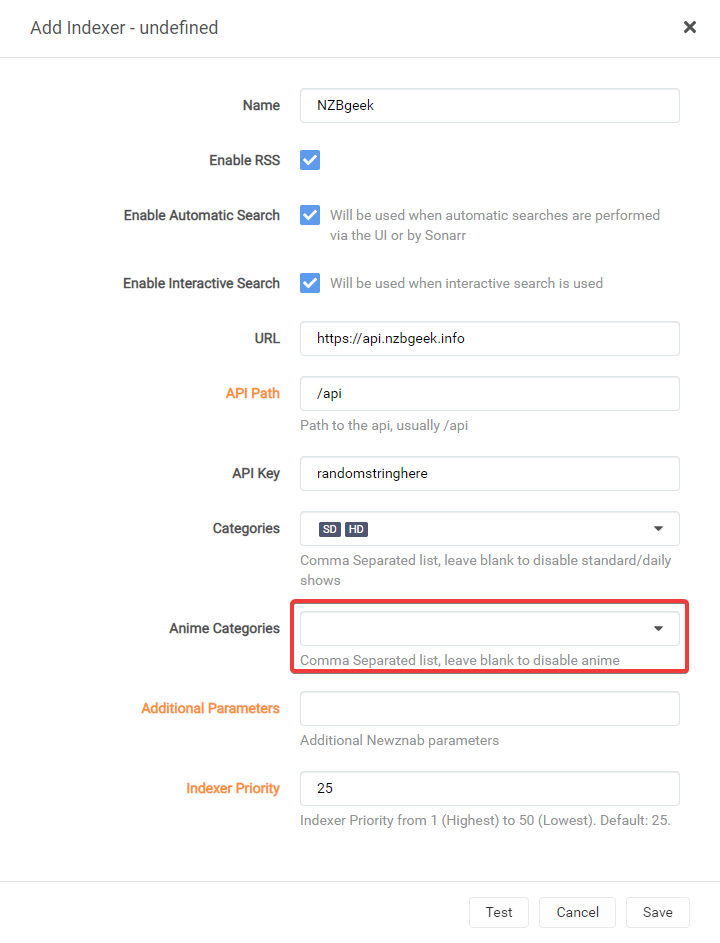 Add Indexer - undefined
Name
NZBgeek
Enable RSS
Enable Automatic Search
Will be used when automatic searches are performed
via the UI or by Sonarr
Enable Interactive Search
Will be used when interactive search is used
URL
https://api.nzbgeek.info
API Path
/api
Path to the api, usually /api
API Key
randomstringhere
Categories
SD HD
Comma Separated list, leave blank to disable standard/daily
shows
Anime Categories
Comma Separated list, leave blank to disable anime
Additional Parameters
Additional Newznab parameters
Indexer Priority
25
Indexer Priority from 1 (Highest) to 50 (Lowest). Default: 25.
Test Cancel Save